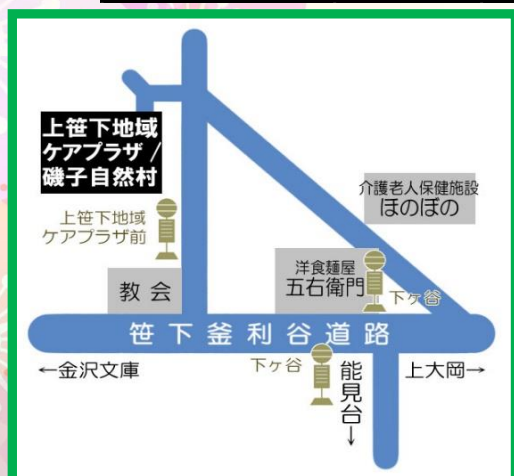 上笹下地域
ケアプラザ/
磯子自然村
上笹下地域
ケアプラザ前
介護老人保健施設
ほのぼの
教会
洋食麺屋
五右衛門
下ヶ谷
笹下釜利谷道路
←金沢文庫
下ヶ谷
能見台→
上大岡→